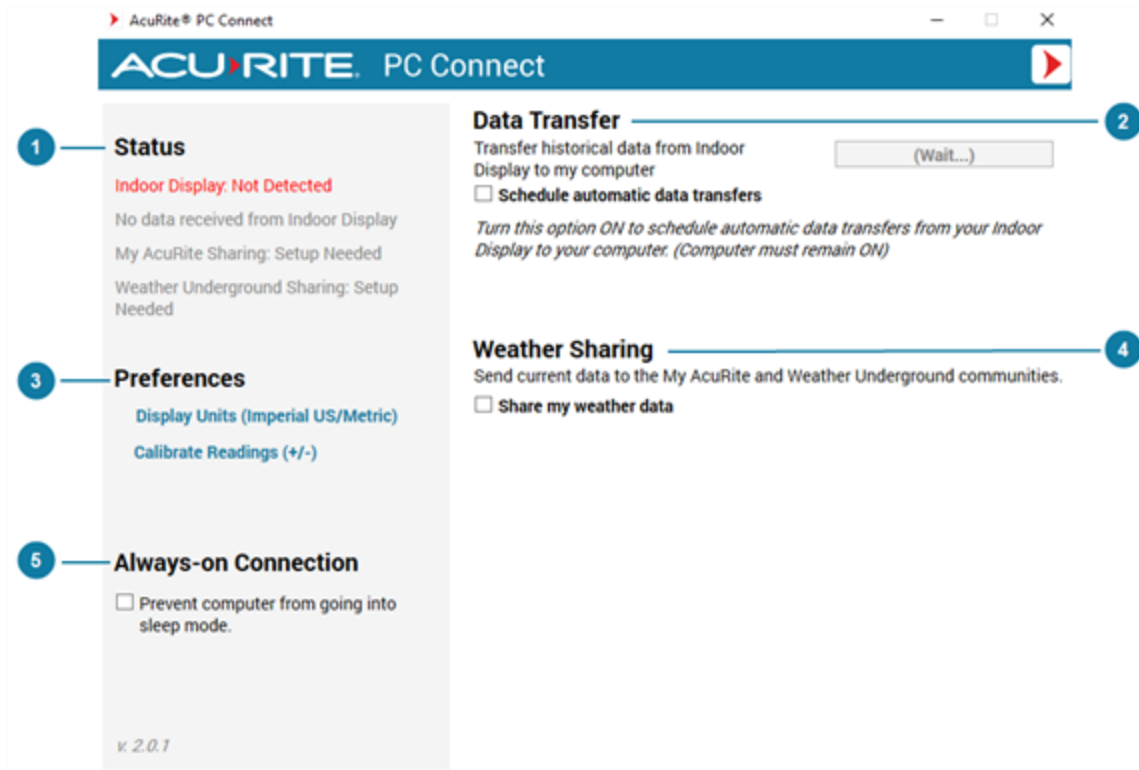 AcuRite® PC Connect
ACURITE. PC Connect
1
Status
Indoor Display: Not Detected
No data received from Indoor Display
My AcuRite Sharing: Setup Needed
Weather Underground Sharing: Setup
Needed
Data Transfer
2
Transfer historical data from Indoor
Display to my computer
(Wait...)
Schedule automatic data transfers
Turn this option ON to schedule automatic data transfers from your Indoor
Display to your computer. (Computer must remain ON)
3
Preferences
Display Units (Imperial US/Metric)
Calibrate Readings (+/-)
Weather Sharing
4
Send current data to the My AcuRite and Weather Underground communities.
Share my weather data
5
Always-on Connection
Prevent computer from going into
sleep mode.
v. 2.0.1